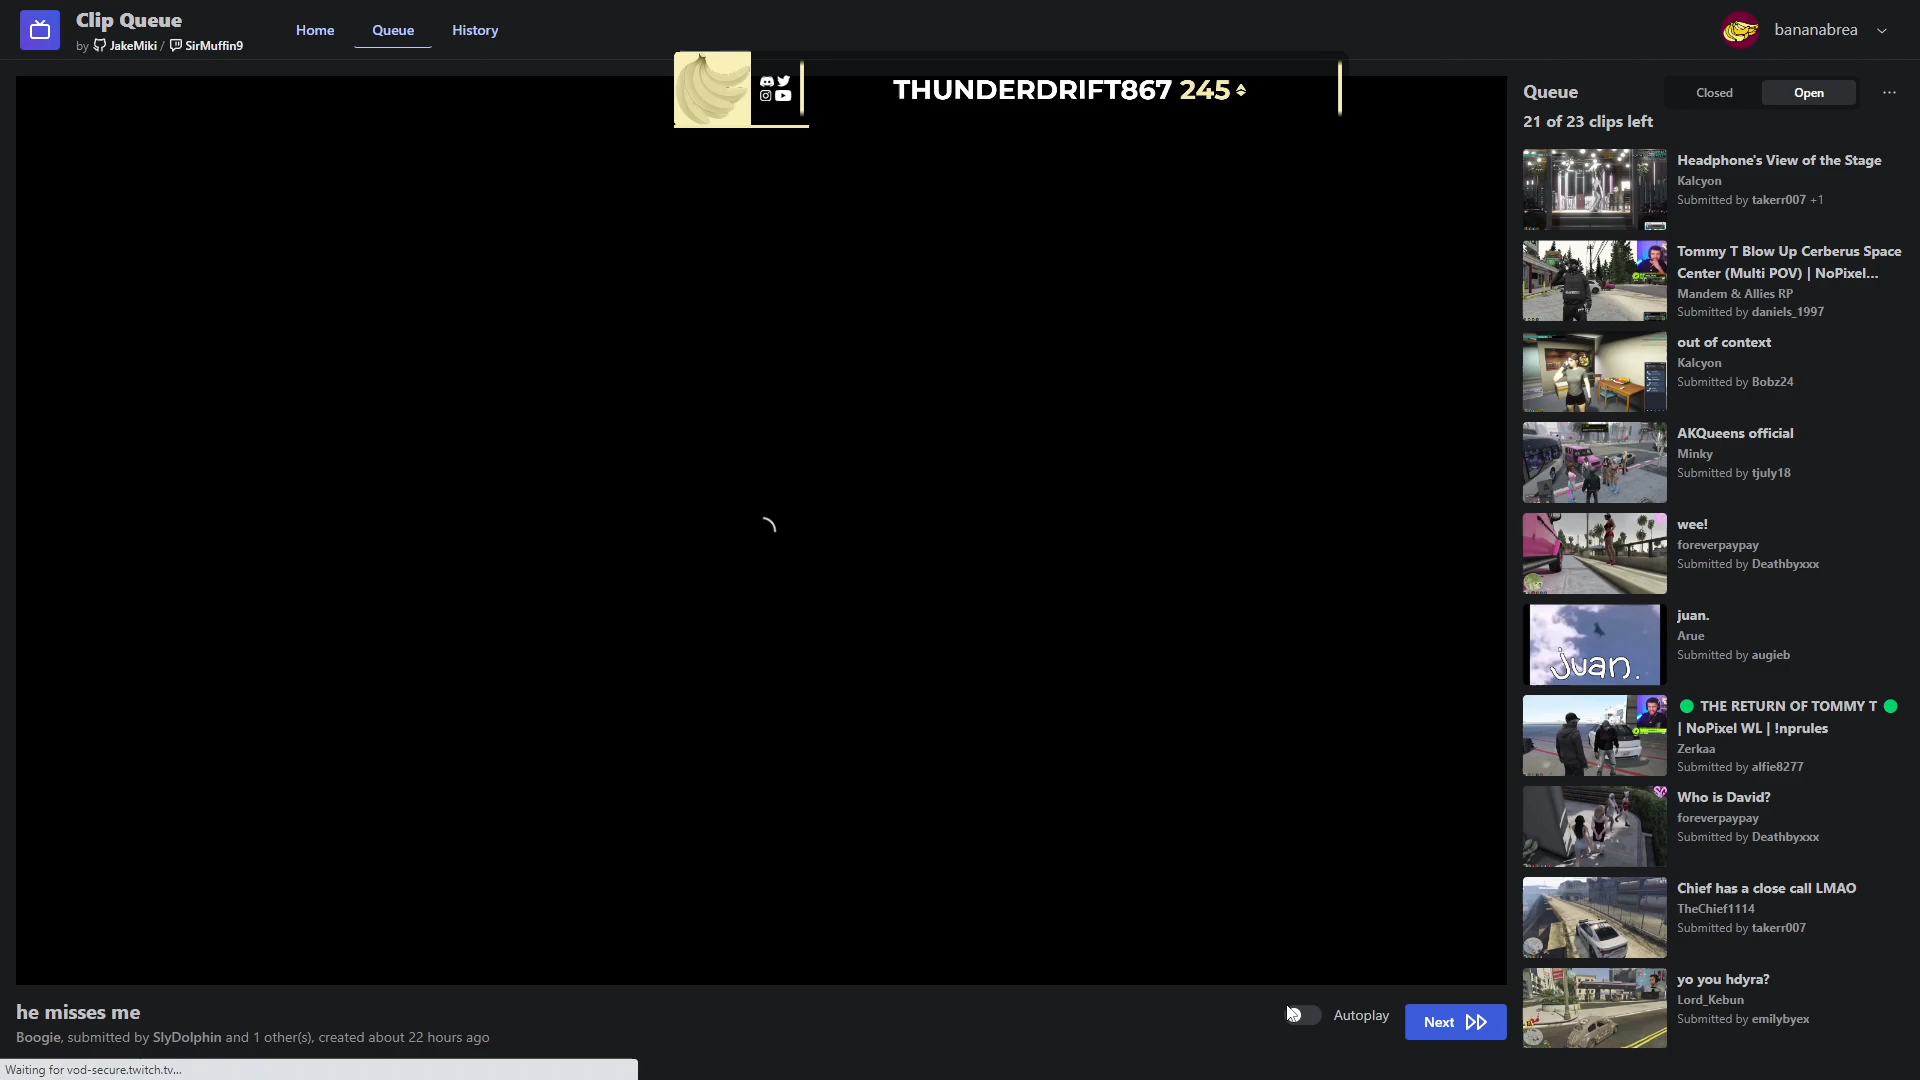 Clip Queue
by JakeMiki / SirMuffin9
Home
Queue
History
bananabrea
THUNDERDRIFT867 245
Queue
Closed
Open
21 of 23 clips left
Headphone's View of the Stage
Kalcyon
Submitted by takerr007 +1
Tommy T Blow Up Cerberus Space
Center (Multi POV) | NoPixel...
Mandem & Allies RP
Submitted by daniels_1997
out of context
Kalcyon
Submitted by Bobz24
AKQueens official
Minky
Submitted by tjuly18
wee!
foreverpaypay
Submitted by Deathbyxxx
juan.
juan.
Arue
Submitted by augieb
THE RETURN OF TOMMY T
| NoPixel WL | !nprules
Zerkaa
Submitted by alfie8277
Who is David?
foreverpaypay
Submitted by Deathbyxxx
Chief has a close call LMAO
TheChief1114
Submitted by takerr007
yo you hdyra?
Lord_Kebun
Submitted by emilybyex
he misses me
Boogie, submitted by SlyDolphin and 1 other(s), created about 22 hours ago
Autoplay
Next
Waiting for vod-secure.twitch.tv...